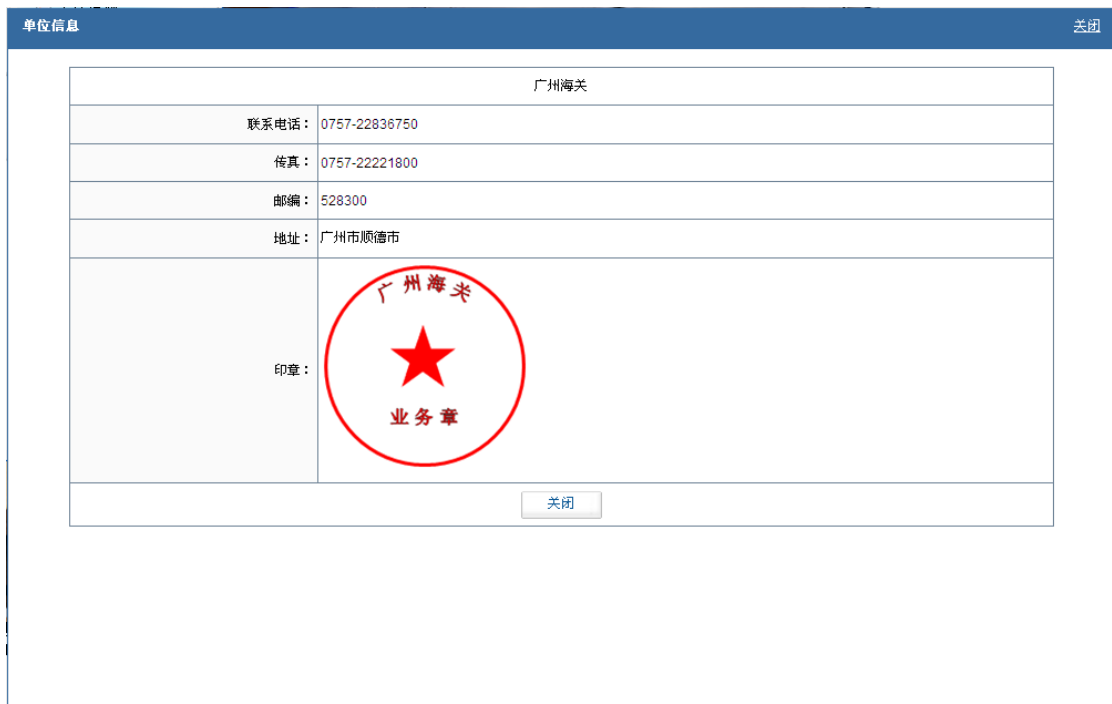 单位信息
关闭
广州海关
联系电话： 0757-22836750
传真： 0757-22221800
邮编： 528300
地址： 广州市顺德市
印章：
广州海关
业务章
关闭